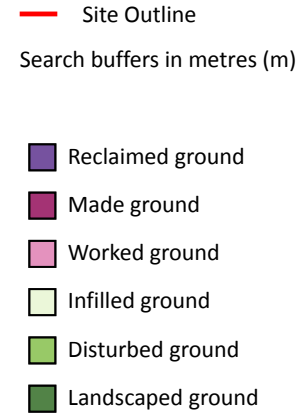 Site Outline
Search buffers in metres (m)
Reclaimed ground
Made ground
Worked ground
Infilled ground
Disturbed ground
Landscaped ground